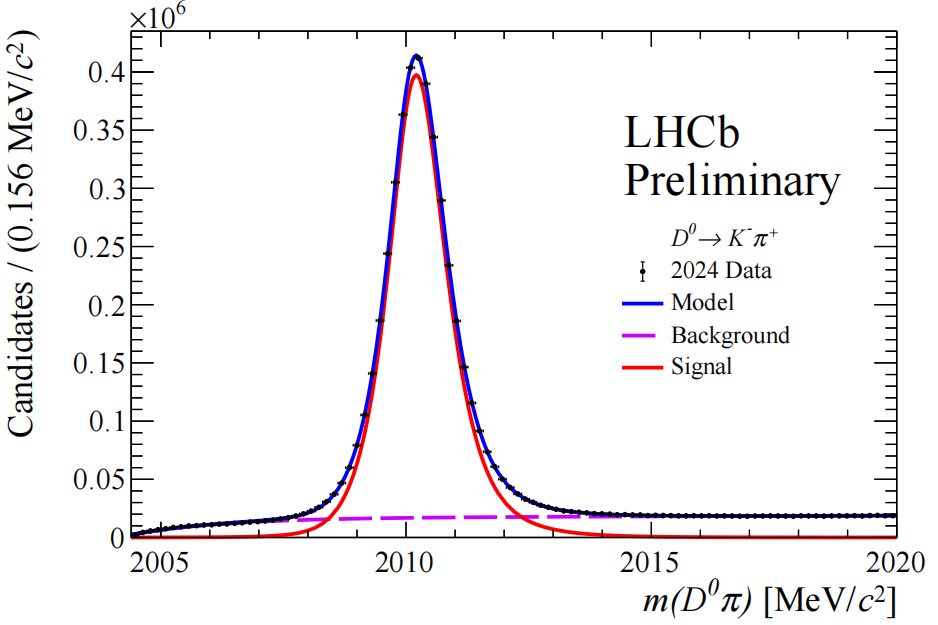 ×10⁶
Candidates / (0.156 MeV/c²)
0.4
0.35
0.3
0.25
0.2
0.15
0.1
0.05
0
LHCb
Preliminary
D⁰→ K⁻π⁺
2024 Data
Model
Background
Signal
2005 2010 2015 2020
m(D⁰π) [MeV/c²]